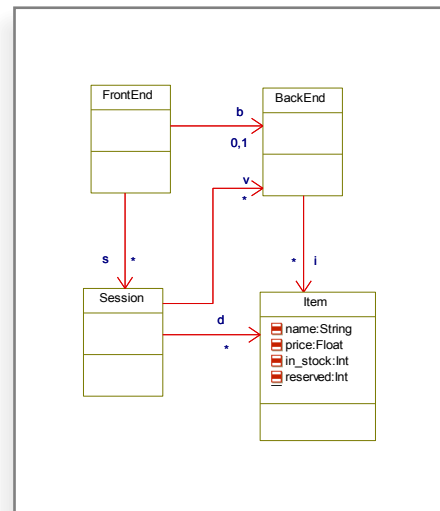 FrontEnd
BackEnd
b
0,1
v
*
s *
* i
Session
Item
d
*
name:String
price:Float
in_stock:Int
reserved:Int